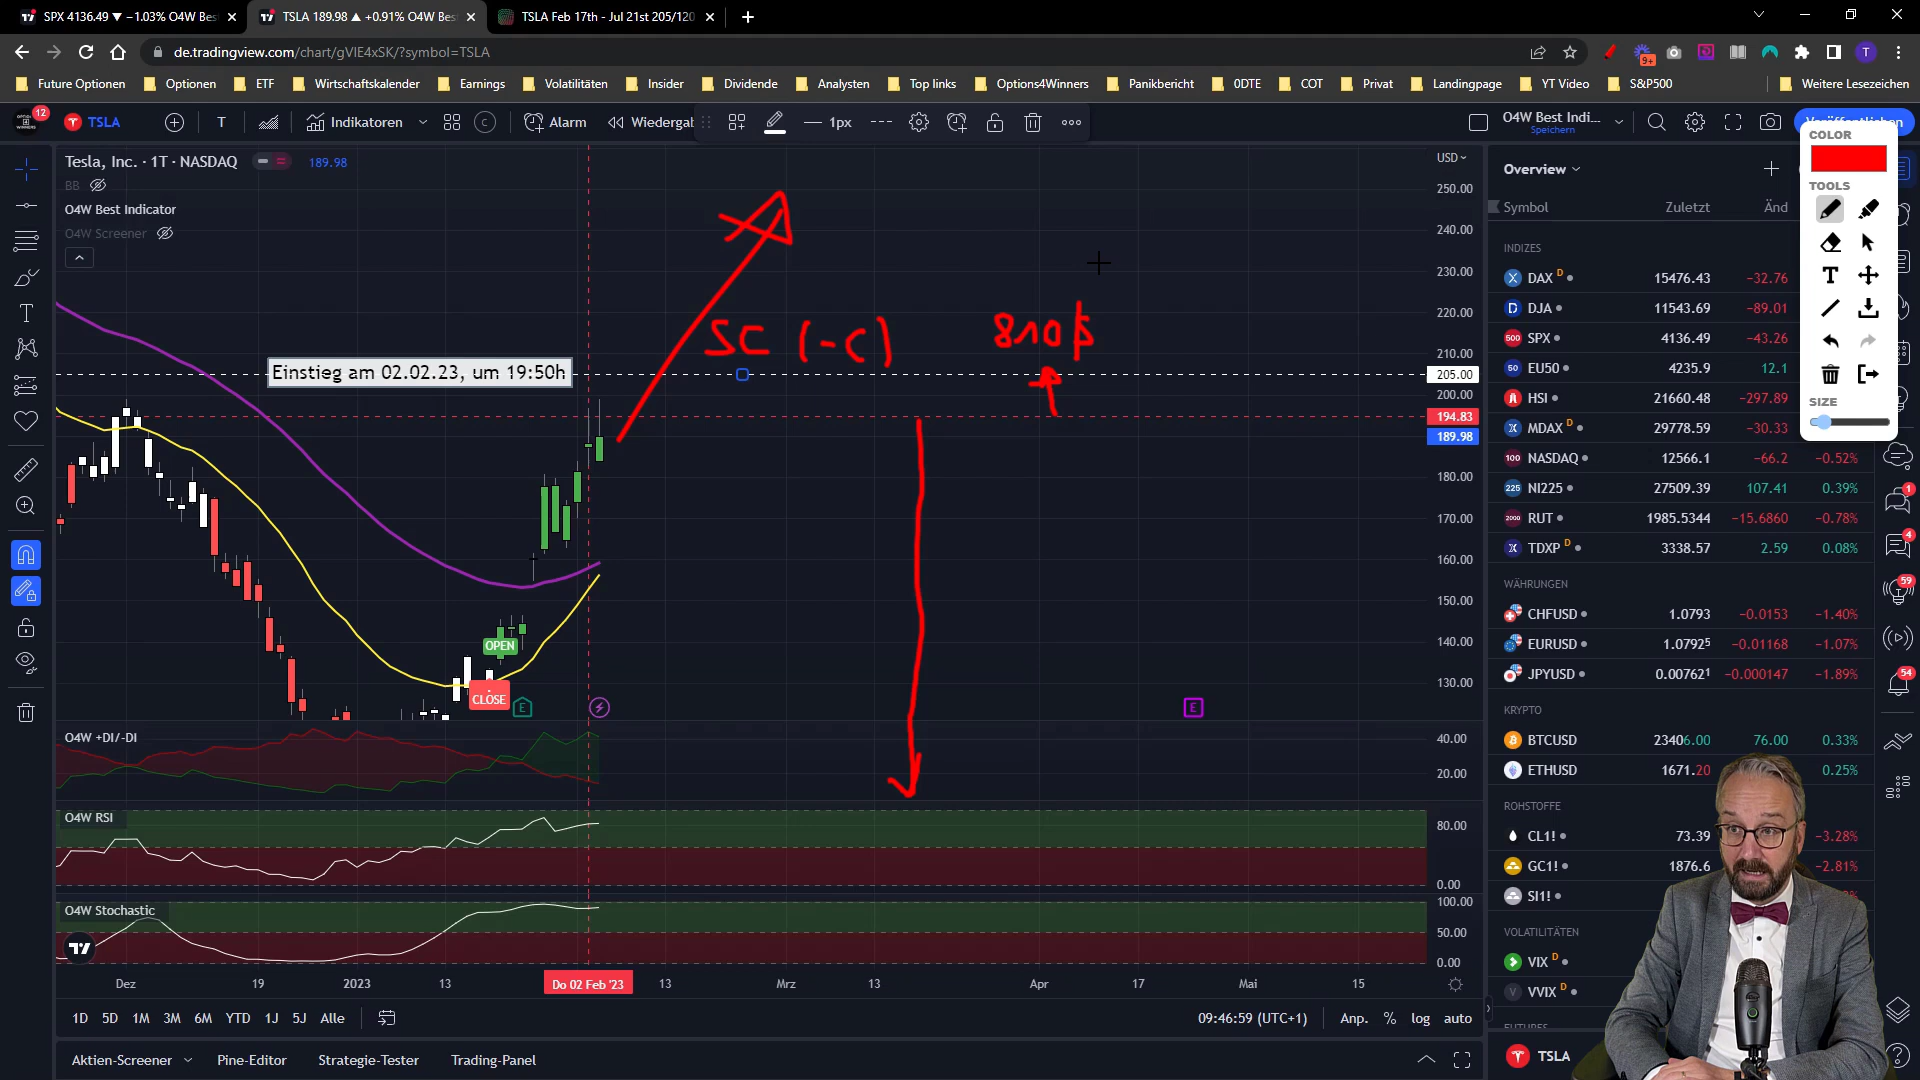 SPX 4136.49 ▼ −1.03% O4W Bes
TSLA 189.98 ▲ +0.91% O4W Bes
TSLA Feb 17th - Jul 21st 205/120
de.tradingview.com/chart/gVIE4xSK/?symbol=TSLA
9+
T
Future Optionen
Optionen
ETF
Wirtschaftskalender
Earnings
Volatilitäten
Insider
Dividende
Analysten
Top links
Options4Winners
Panikbericht
0DTE
COT
Privat
Landingpage
YT Video
S&P500
Weitere Lesezeichen
12
TSLA
T
Indikatoren
C
Alarm
Wiedergab
1px
O4W Best Indi...
Speichern
Veröffentlichen
COLOR
TOOLS
T
SIZE
Tesla, Inc. · 1T · NASDAQ
189.98
BB
O4W Best Indicator
O4W Screener
USD
250.00
240.00
230.00
220.00
210.00
205.00
200.00
194.83
189.98
180.00
170.00
160.00
150.00
140.00
130.00
SC (-C)
810$
Einstieg am 02.02.23, um 19:50h
OPEN
CLOSE
E
E
O4W +DI/-DI
40.00
20.00
O4W RSI
80.00
0.00
O4W Stochastic
100.00
50.00
0.00
Dez
19
2023
13
Do 02 Feb '23
13
Mrz
13
Apr
17
Mai
15
1D
5D
1M
3M
6M
YTD
1J
5J
Alle
09:46:59 (UTC+1)
Anp.
%
log
auto
Aktien-Screener
Pine-Editor
Strategie-Tester
Trading-Panel
Overview
Symbol Zuletzt Änd
INDIZES
DAX D 15476.43 −32.76
DJA 11543.69 −89.01
SPX 4136.49 −43.26
EU50 4235.9 12.1
HSI 21660.48 −297.89
MDAX D 29778.59 −30.33
NASDAQ 12566.1 −66.2 −0.52%
NI225 27509.39 107.41 0.39%
RUT 1985.5344 −15.6860 −0.78%
TDXP D 3338.57 2.59 0.08%
WÄHRUNGEN
CHFUSD 1.0793 −0.0153 −1.40%
EURUSD 1.07925 −0.01168 −1.07%
JPYUSD 0.007621 −0.000147 −1.89%
KRYPTO
BTCUSD 23406.00 76.00 0.33%
ETHUSD 1671.20 0.25%
ROHSTOFFE
CL1! 73.39 −3.28%
GC1! 1876.6 −2.81%
SI1!
VOLATILITÄTEN
VIX D
VVIX D
TSLA
1
4
59
54